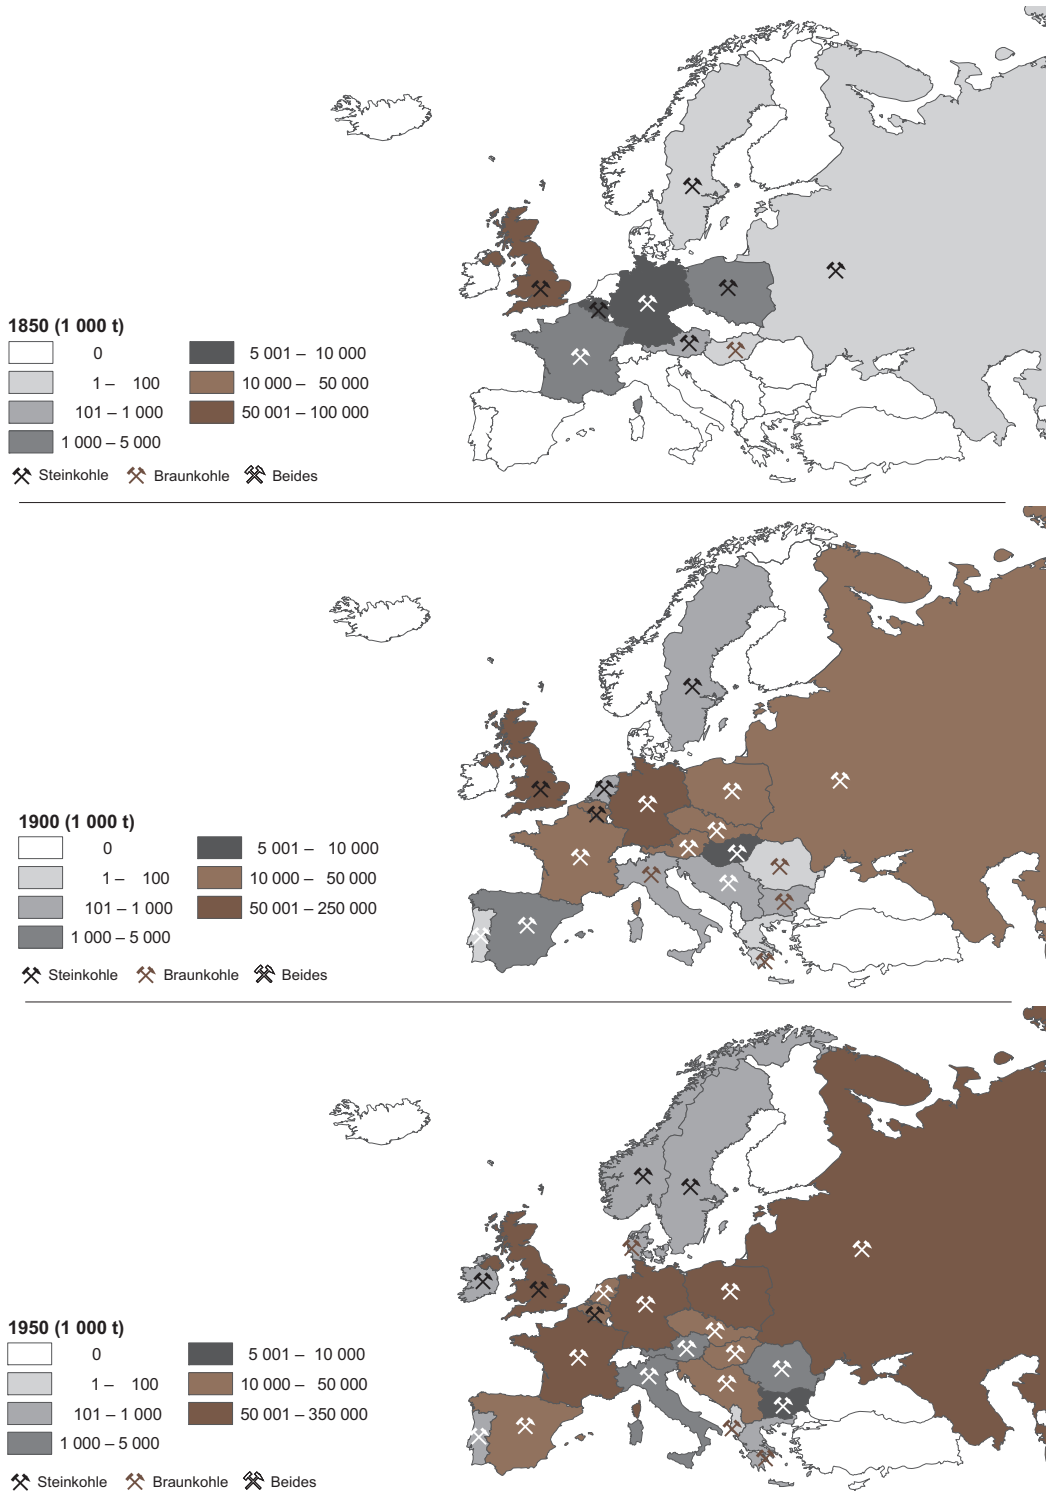 1850 (1 000 t)
0 5 001 – 10 000
1 – 100 10 000 – 50 000
101 – 1 000 50 001 – 100 000
1 000 – 5 000
Steinkohle Braunkohle Beides
1900 (1 000 t)
0 5 001 – 10 000
1 – 100 10 000 – 50 000
101 – 1 000 50 001 – 250 000
1 000 – 5 000
Steinkohle Braunkohle Beides
1950 (1 000 t)
0 5 001 – 10 000
1 – 100 10 000 – 50 000
101 – 1 000 50 001 – 350 000
1 000 – 5 000
Steinkohle Braunkohle Beides